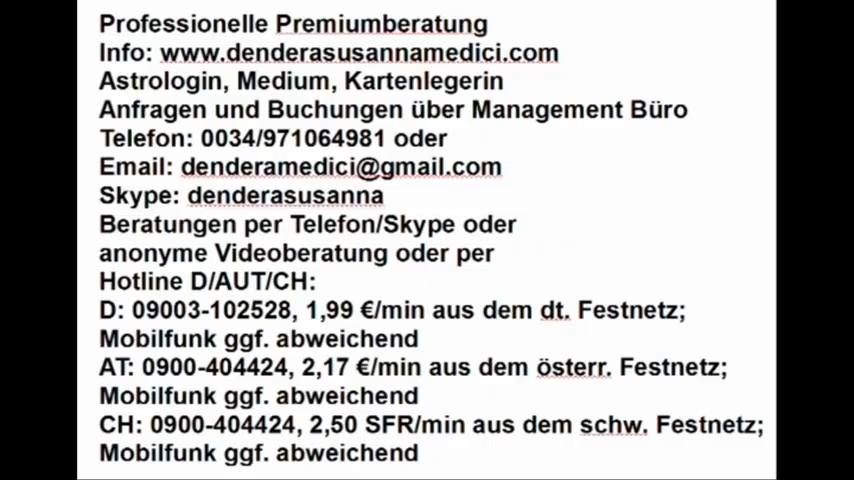 Professionelle Premiumberatung
Info: www.denderasusannamedici.com
Astrologin, Medium, Kartenlegerin
Anfragen und Buchungen über Management Büro
Telefon: 0034/971064981 oder
Email: denderamedici@gmail.com
Skype: denderasusanna
Beratungen per Telefon/Skype oder
anonyme Videoberatung oder per
Hotline D/AUT/CH:
D: 09003-102528, 1,99 €/min aus dem dt. Festnetz;
Mobilfunk ggf. abweichend
AT: 0900-404424, 2,17 €/min aus dem österr. Festnetz;
Mobilfunk ggf. abweichend
CH: 0900-404424, 2,50 SFR/min aus dem schw. Festnetz;
Mobilfunk ggf. abweichend